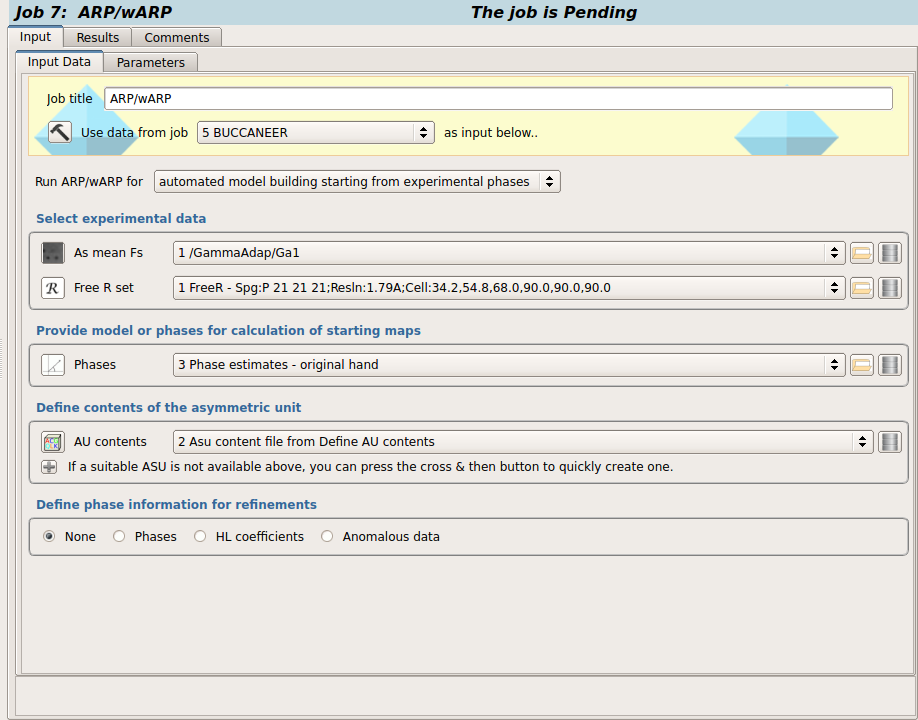 Job 7: ARP/wARP The job is Pending
Input Results Comments
Input Data Parameters
Job title ARP/wARP
Use data from job 5 BUCCANEER as input below..
Run ARP/wARP for automated model building starting from experimental phases
Select experimental data
As mean Fs 1 /GammaAdap/Ga1
R Free R set 1 FreeR - Spg:P 21 21 21;Resln:1.79A;Cell:34.2,54.8,68.0,90.0,90.0,90.0
Provide model or phases for calculation of starting maps
Phases 3 Phase estimates - original hand
Define contents of the asymmetric unit
AU contents 2 Asu content file from Define AU contents
If a suitable ASU is not available above, you can press the cross & then button to quickly create one.
Define phase information for refinements
None Phases HL coefficients Anomalous data